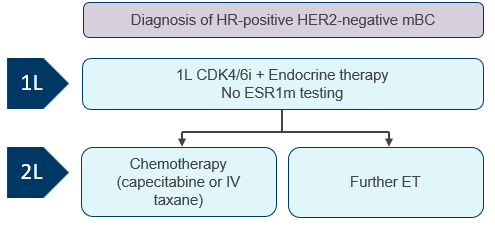 Diagnosis of HR-positive HER2-negative mBC
1L
1L CDK4/6i + Endocrine therapy
No ESR1m testing
2L
Chemotherapy
(capecitabine or IV
taxane)
Further ET